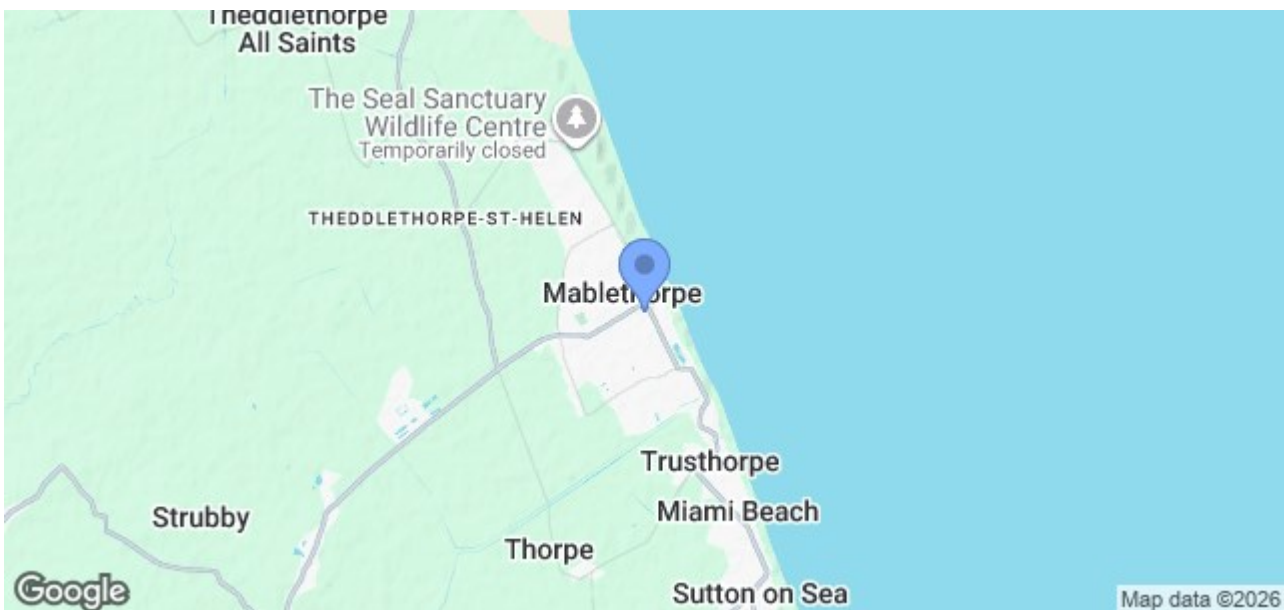 Theddlethorpe
All Saints
The Seal Sanctuary
Wildlife Centre
Temporarily closed
THEDDLETHORPE-ST-HELEN
Mablethorpe
Trusthorpe
Strubby
Miami Beach
Thorpe
Sutton on Sea
Google
Map data ©2026